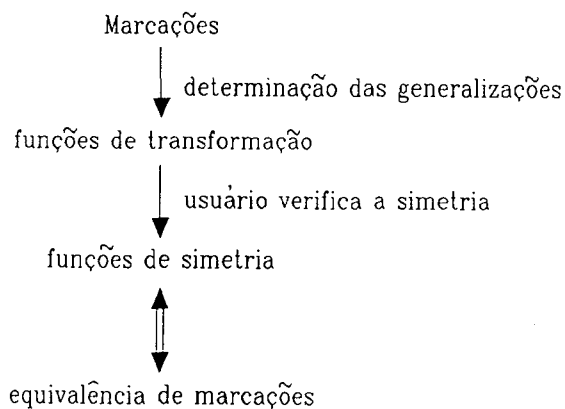 Marcações
determinação das generalizações
funções de transformação
usuário verifica a simetria
funções de simetria
equivalência de marcações